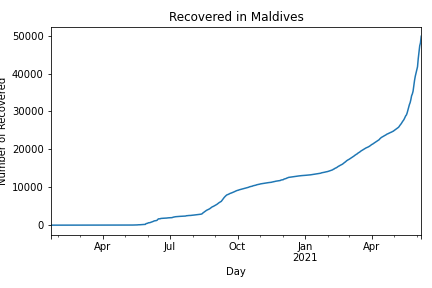 Recovered in Maldives
Number of Recovered
50000
40000
30000
20000
10000
0
Apr
Jul
Oct
Jan
2021
Apr
Day